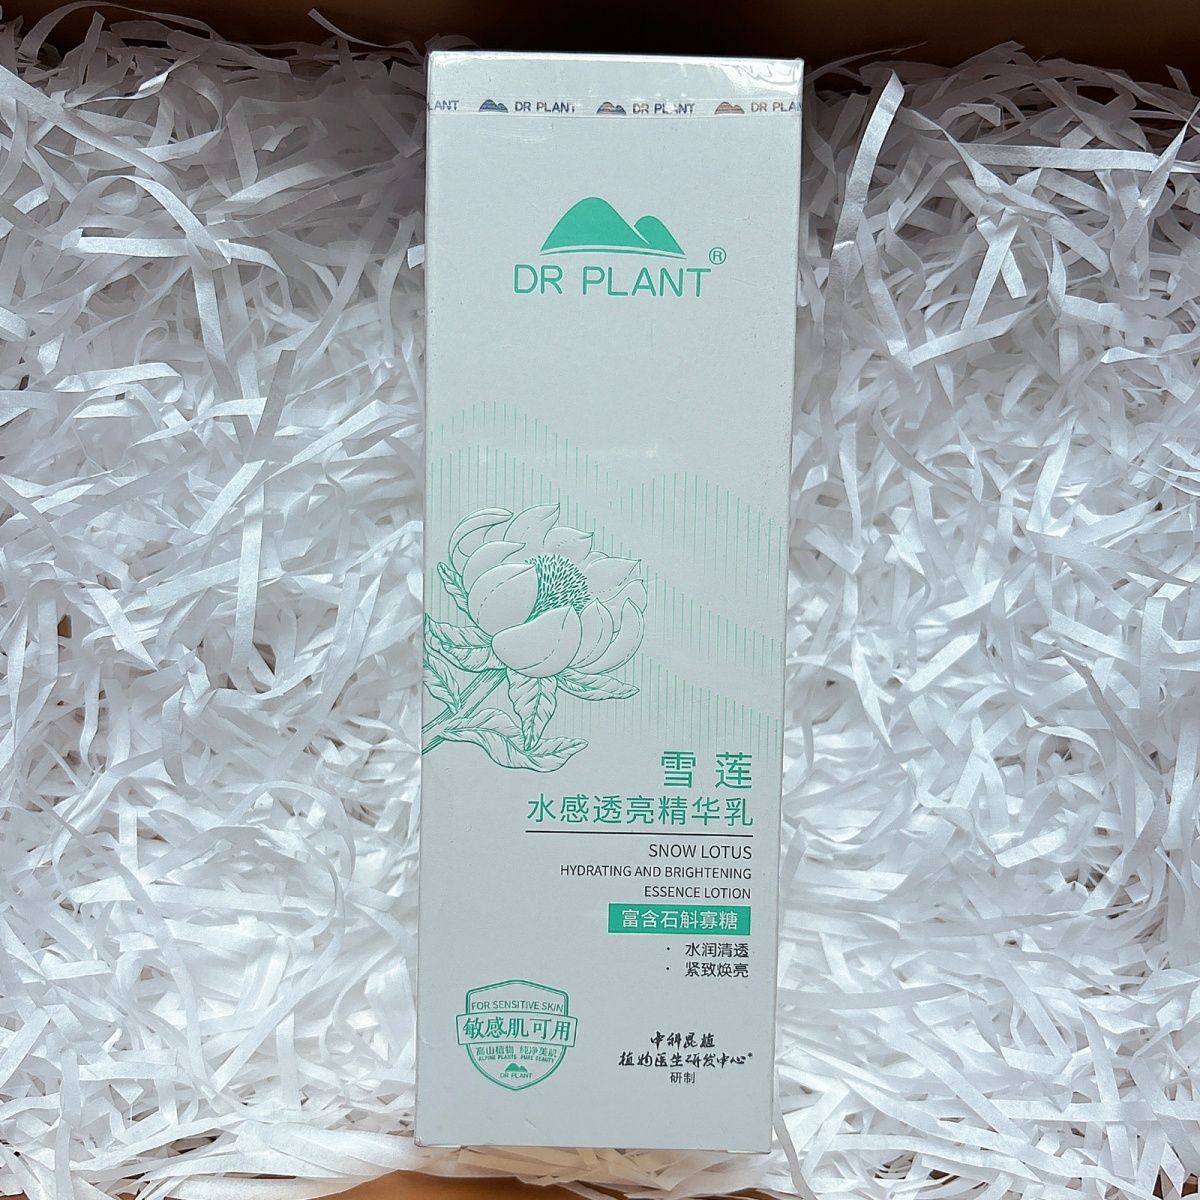 ANT DR PLANT DR PLANT DR PLAN
DR PLANT®
雪莲
水感透亮精华乳
SNOW LOTUS
HYDRATING AND BRIGHTENING
ESSENCE LOTION
富含石斛寡糖
· 水润清透
· 紧致焕亮
FOR SENSITIVE SKIN
敏感肌可用
高山植物 纯净美肌
ALPINE PLANTS PURE BEAUTY
DR PLANT
中科昆植
植物医生研发中心*
研制